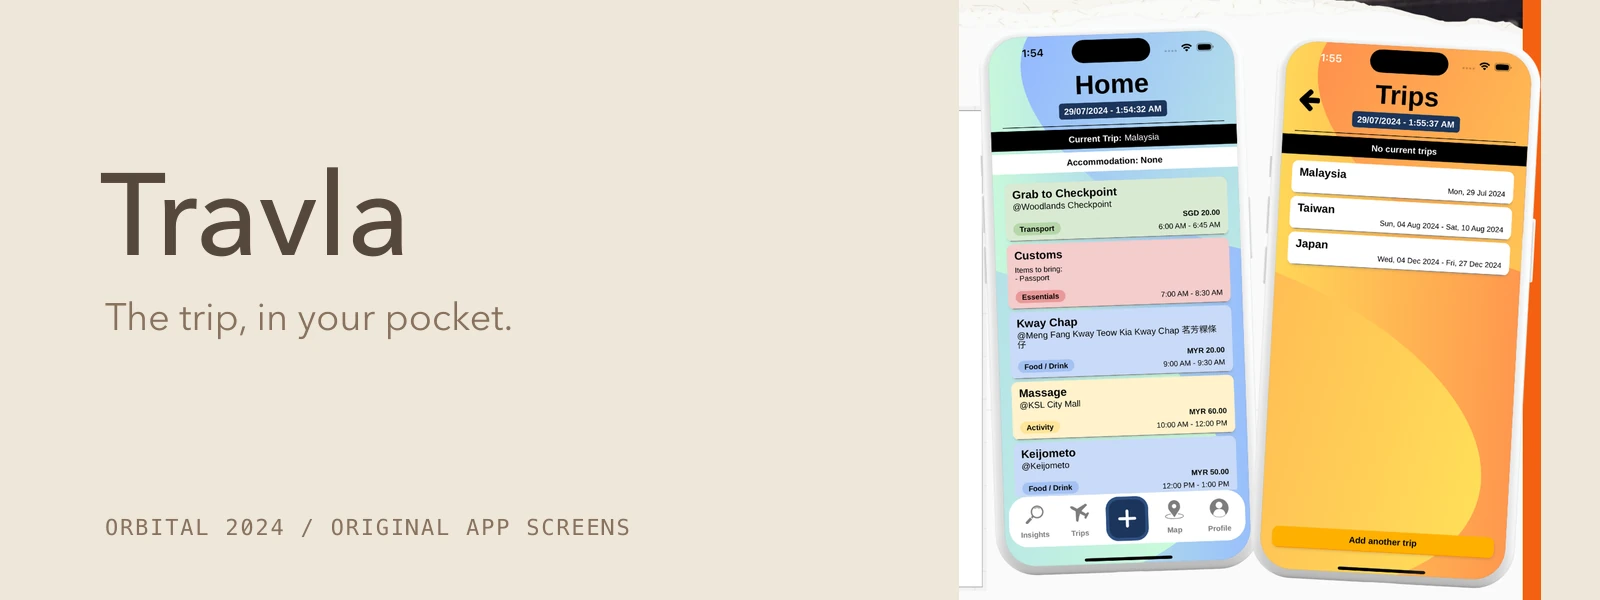 Travla
The trip, in your pocket.
ORBITAL 2024 / ORIGINAL APP SCREENS
1:54
Home
29/07/2024 - 1:54:32 AM
Current Trip: Malaysia
Accommodation: None
Grab to Checkpoint
@Woodlands Checkpoint
SGD 20.00
Transport
6:00 AM - 6:45 AM
Customs
Items to bring:
- Passport
Essentials
7:00 AM - 8:30 AM
Kway Chap
@Meng Fang Kway Teow Kia Kway Chap 茗芳粿條
仔
MYR 20.00
Food / Drink
9:00 AM - 9:30 AM
Massage
@KSL City Mall
MYR 60.00
Activity
10:00 AM - 12:00 PM
Keijometo
@Keijometo
MYR 50.00
Food / Drink
12:00 PM - 1:00 PM
Insights
Trips
Map
Profile
1:55
Trips
29/07/2024 - 1:55:37 AM
No current trips
Malaysia
Mon, 29 Jul 2024
Taiwan
Sun, 04 Aug 2024 - Sat, 10 Aug 2024
Japan
Wed, 04 Dec 2024 - Fri, 27 Dec 2024
Add another trip